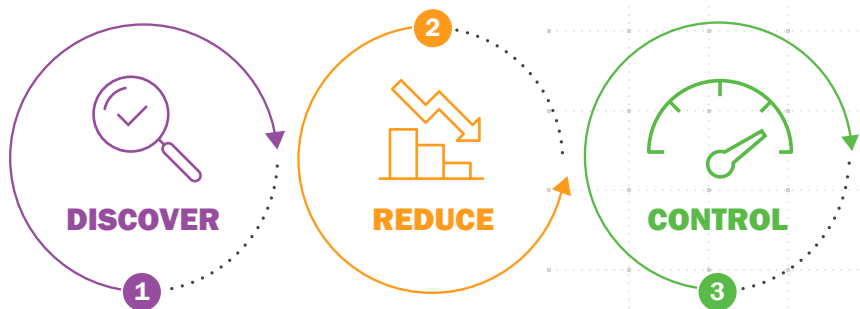 DISCOVER
1
2
REDUCE
CONTROL
3